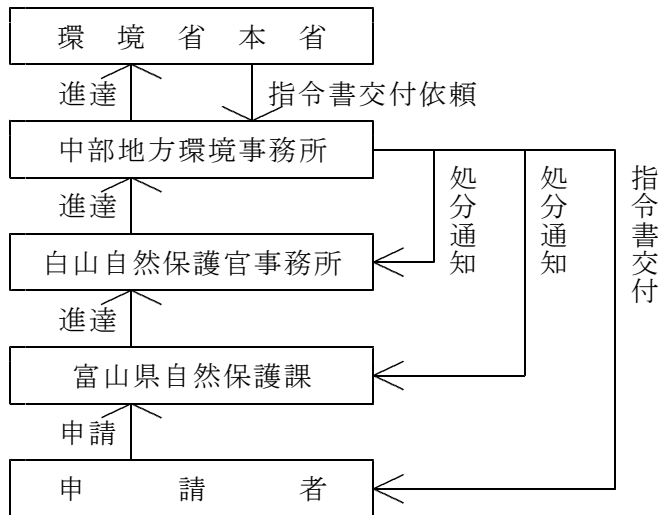 環境省本省
進達
指令書交付依頼
中部地方環境事務所
進達
処分通知
処分通知
指令書交付
白山自然保護官事務所
進達
富山県自然保護課
申請
申請者